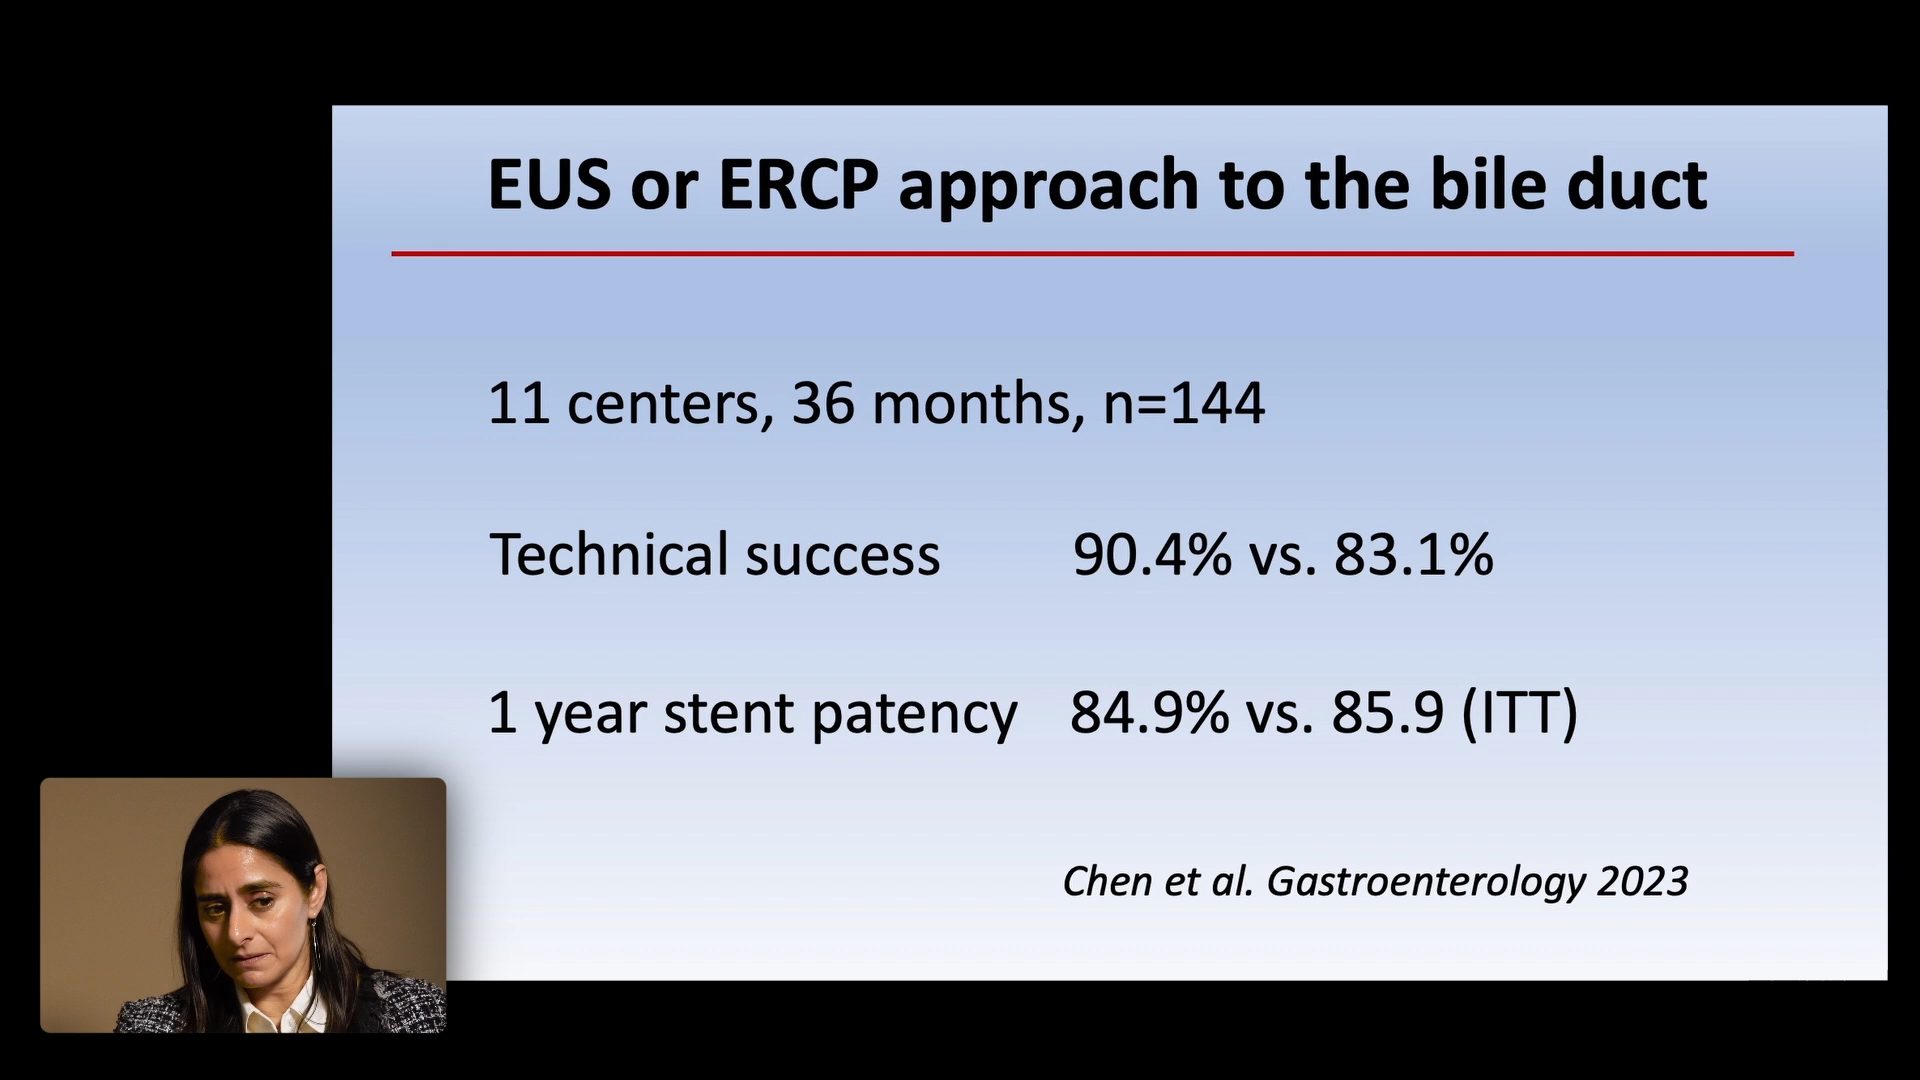 EUS or ERCP approach to the bile duct
11 centers, 36 months, n=144
Technical success 90.4% vs. 83.1%
1 year stent patency 84.9% vs. 85.9 (ITT)
Chen et al. Gastroenterology 2023